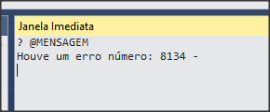 Janela Imediata
? @MENSAGEM
Houve um erro número: 8134 -